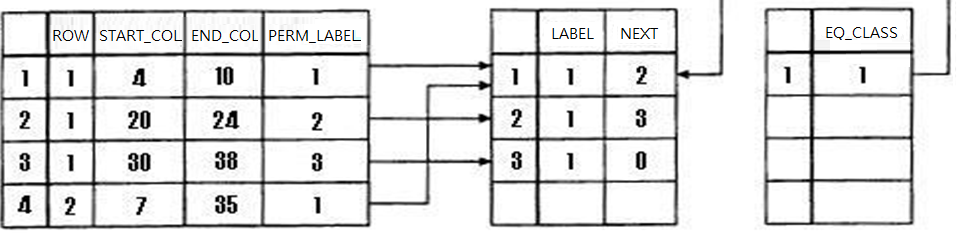 ROW START_COL END_COL PERM_LABEL LABEL NEXT EQ_CLASS
1 1 4 10 1 1 1 2 1 1
2 1 20 24 2 2 1 3
3 1 30 38 3 3 1 0
4 2 7 35 1